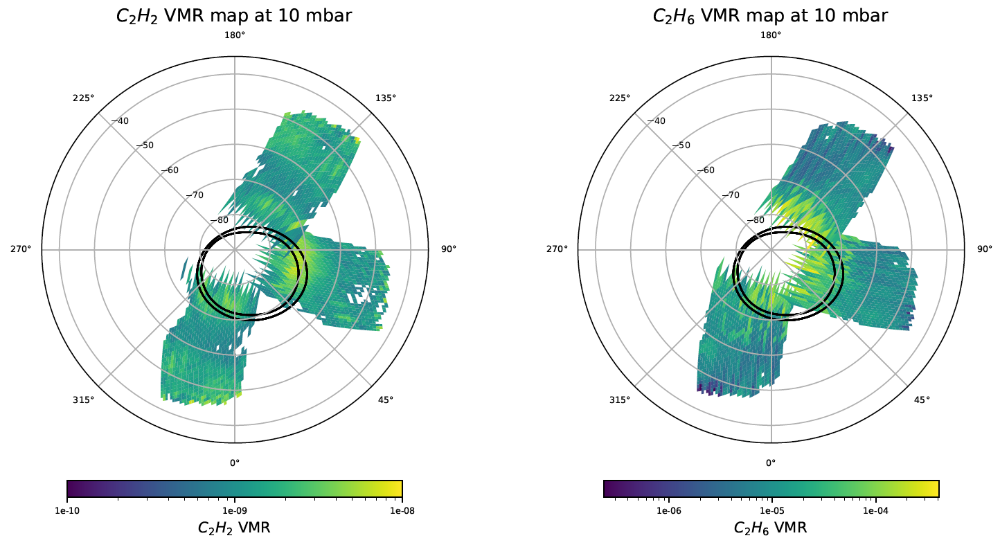 C₂H₂ VMR map at 10 mbar
180°
225°
135°
−40
−50
−60
−70
−80
270°
90°
315°
45°
0°
1e-10
1e-09
1e-08
C₂H₂ VMR
C₂H₆ VMR map at 10 mbar
180°
225°
135°
−40
−50
−60
−70
−80
270°
90°
315°
45°
0°
1e-06
1e-05
1e-04
C₂H₆ VMR